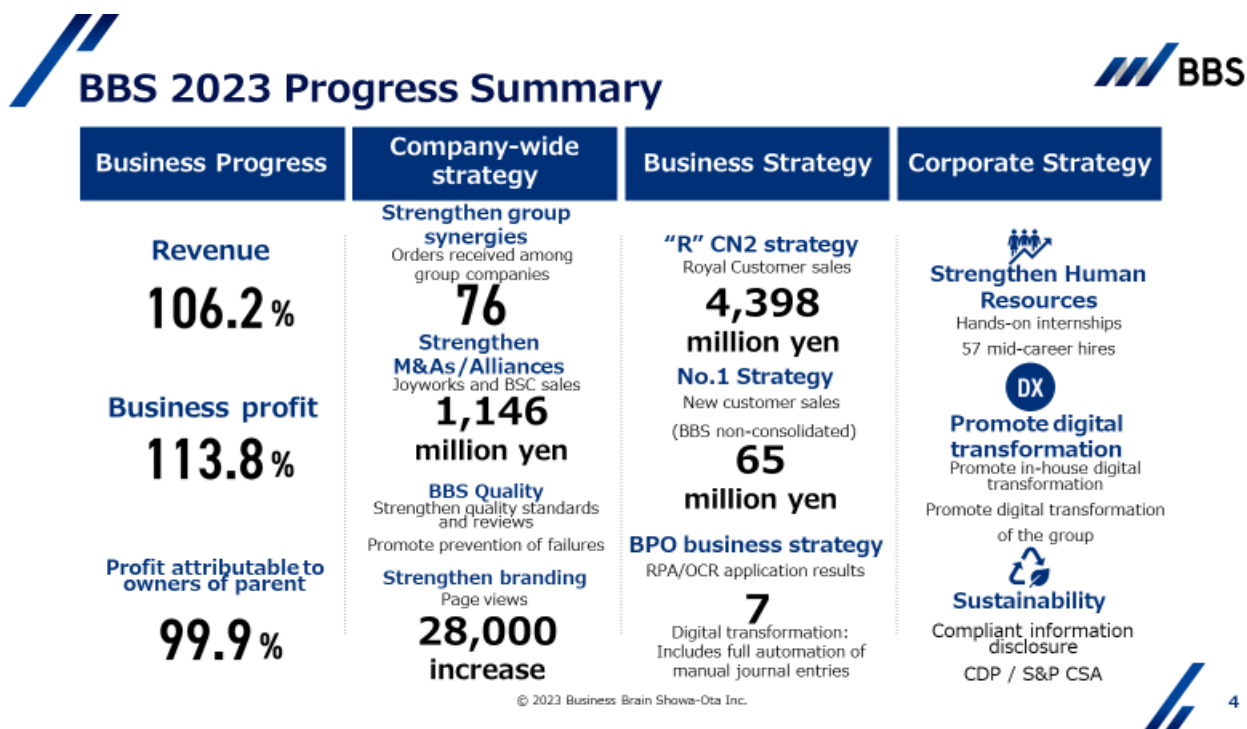 BBS 2023 Progress Summary
BBS
Business Progress
Revenue
106.2 %
Business profit
113.8 %
Profit attributable to
owners of parent
99.9 %
Company-wide
strategy
Strengthen group
synergies
Orders received among
group companies
76
Strengthen
M&As/Alliances
Joyworks and BSC sales
1,146
million yen
BBS Quality
Strengthen quality standards
and reviews
Promote prevention of failures
Strengthen branding
Page views
28,000
increase
Business Strategy
“R” CN2 strategy
Royal Customer sales
4,398
million yen
No.1 Strategy
New customer sales
(BBS non-consolidated)
65
million yen
BPO business strategy
RPA/OCR application results
7
Digital transformation:
Includes full automation of
manual journal entries
Corporate Strategy
Strengthen Human
Resources
Hands-on internships
57 mid-career hires
DX
Promote digital
transformation
Promote in-house digital
transformation
Promote digital transformation
of the group
Sustainability
Compliant information
disclosure
CDP / S&P CSA
© 2023 Business Brain Showa-Ota Inc.
4